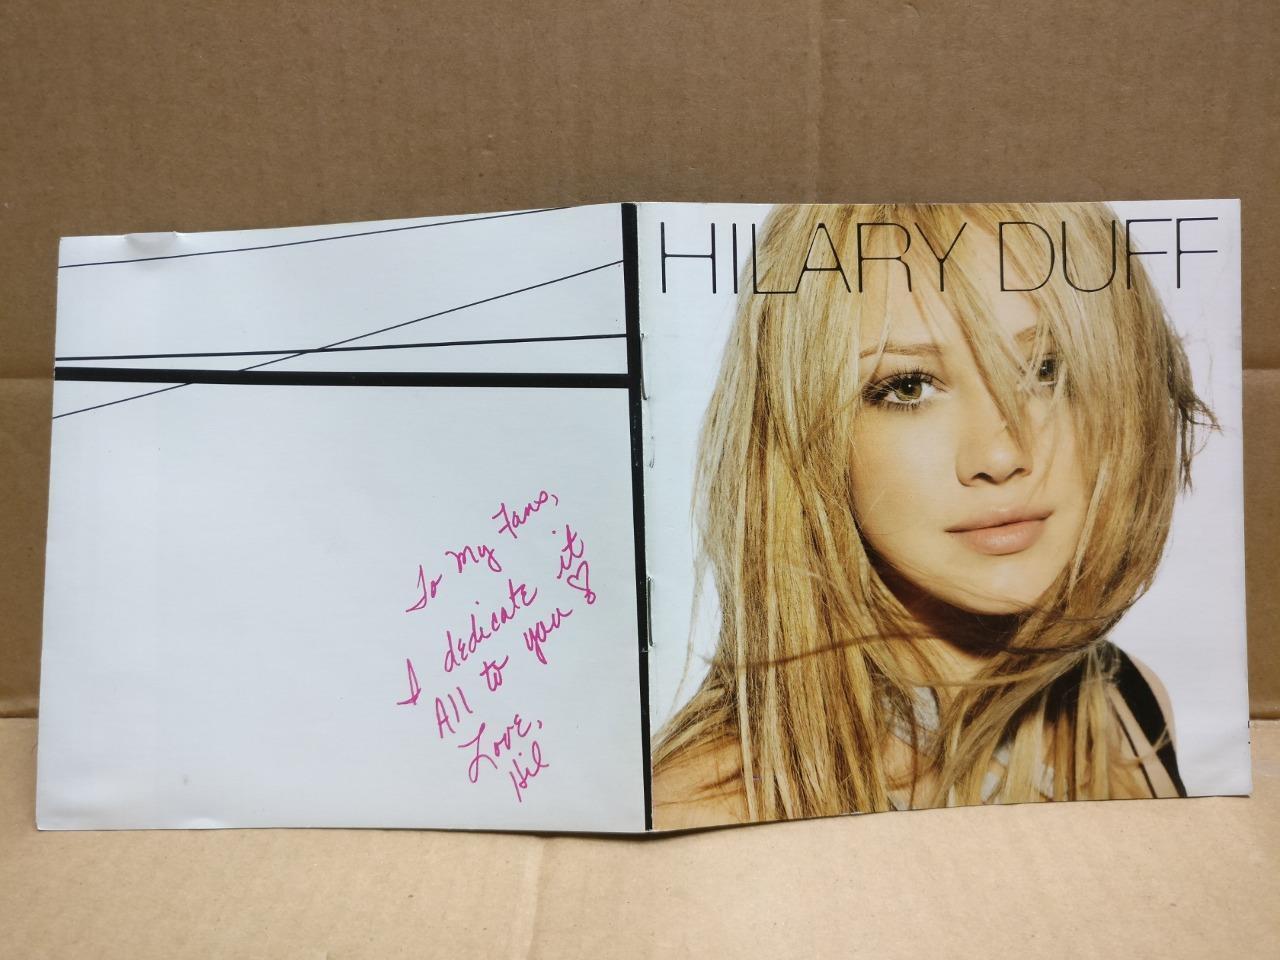 HILARY DUFF
To My Fans,
I dedicate it
All to you
Love,
Hil